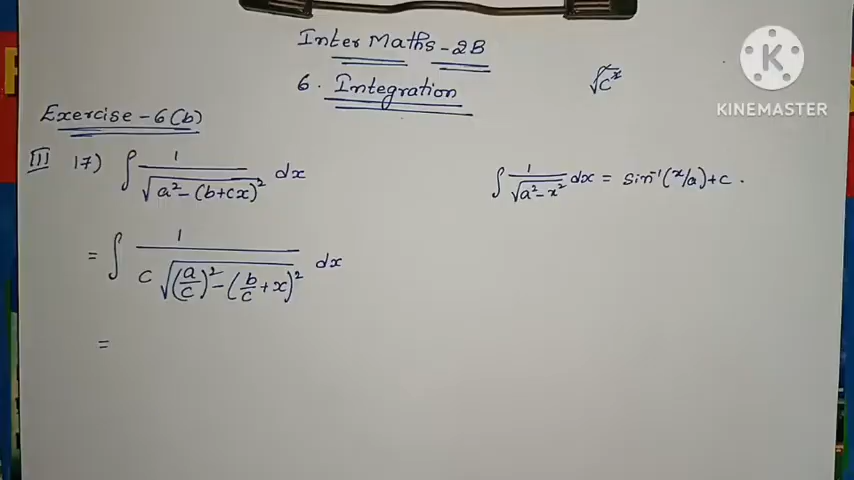 Inter Maths - 2B
6. Integration
√c²
K
KINEMASTER
Exercise - 6(b)
III 17) ∫ 1/√(a² - (b+cx)²) dx
∫ 1/√(a² - x²) dx = sin⁻¹(x/a) + c.
= ∫ 1/(c √((a/c)² - (b/c + x)²)) dx
=